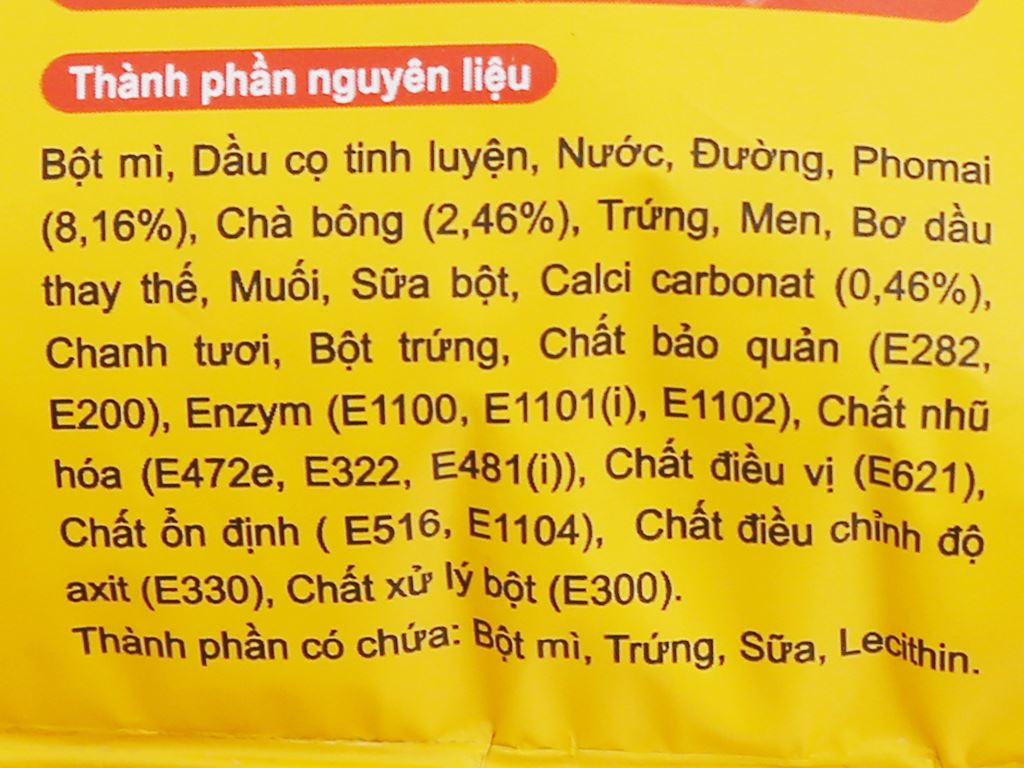 Thành phần nguyên liệu
Bột mì, Dầu cọ tinh luyện, Nước, Đường, Phomai
(8,16%), Chà bông (2,46%), Trứng, Men, Bơ dầu
thay thế, Muối, Sữa bột, Calci carbonat (0,46%),
Chanh tươi, Bột trứng, Chất bảo quản (E282,
E200), Enzym (E1100, E1101(i), E1102), Chất nhũ
hóa (E472e, E322, E481(i)), Chất điều vị (E621),
Chất ổn định ( E516, E1104), Chất điều chỉnh độ
axit (E330), Chất xử lý bột (E300).
Thành phần có chứa: Bột mì, Trứng, Sữa, Lecithin.